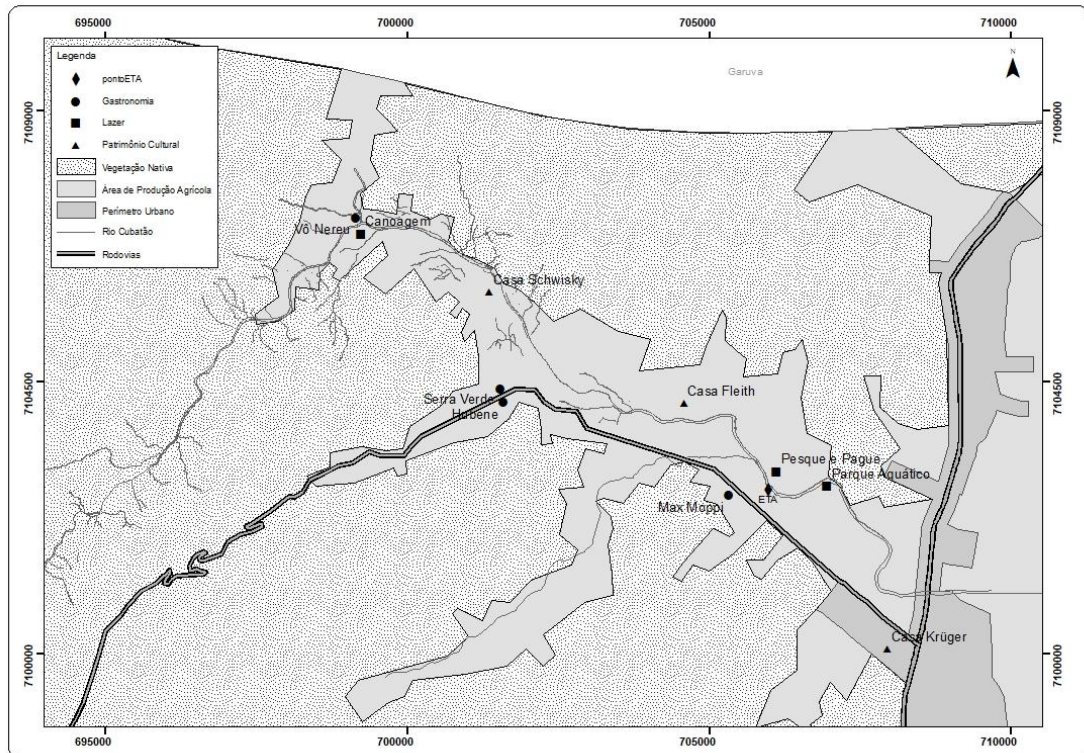 695000 700000 705000 710000
Legenda
pontoETA
Gastronomia
Lazer
Patrimônio Cultural
Vegetação Nativa
Área de Produção Agrícola
Perímetro Urbano
Rio Cubatão
Rodovias
Garuva
N
7109000 7109000
Canoagem
Vô Nereu
Casa Schwisky
7104500 7104500
Serra Verde
Hübene
Casa Fleith
Pesque e Pague
Parque Aquático
ETA
Max Moppi
Casa Krüger
7100000 7100000
695000 700000 705000 710000